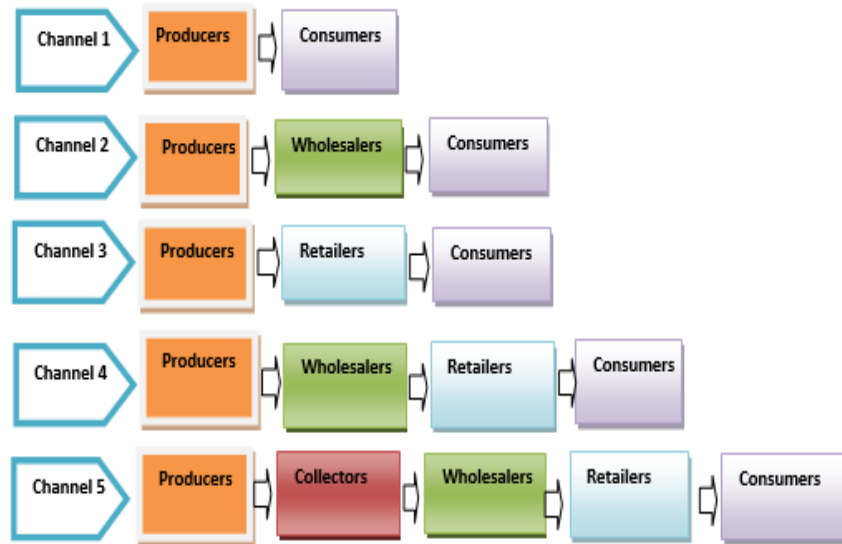 Channel 1 Producers Consumers
Channel 2 Producers Wholesalers Consumers
Channel 3 Producers Retailers Consumers
Channel 4 Producers Wholesalers Retailers Consumers
Channel 5 Producers Collectors Wholesalers Retailers Consumers